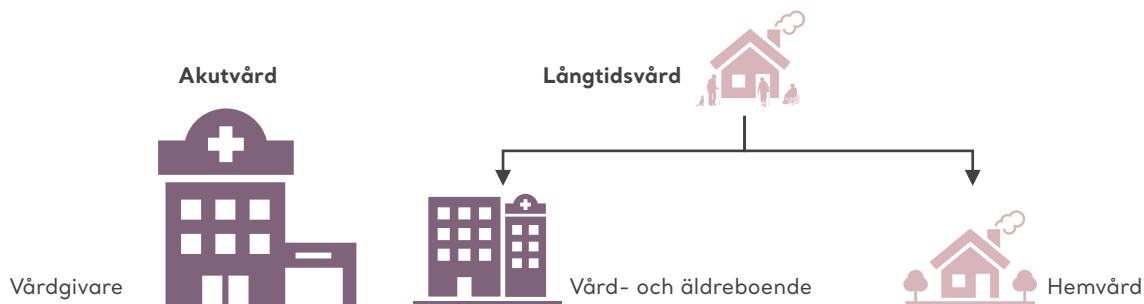 Akutvård
Långtidsvård
Vårdgivare
Vård- och äldreboende
Hemvård